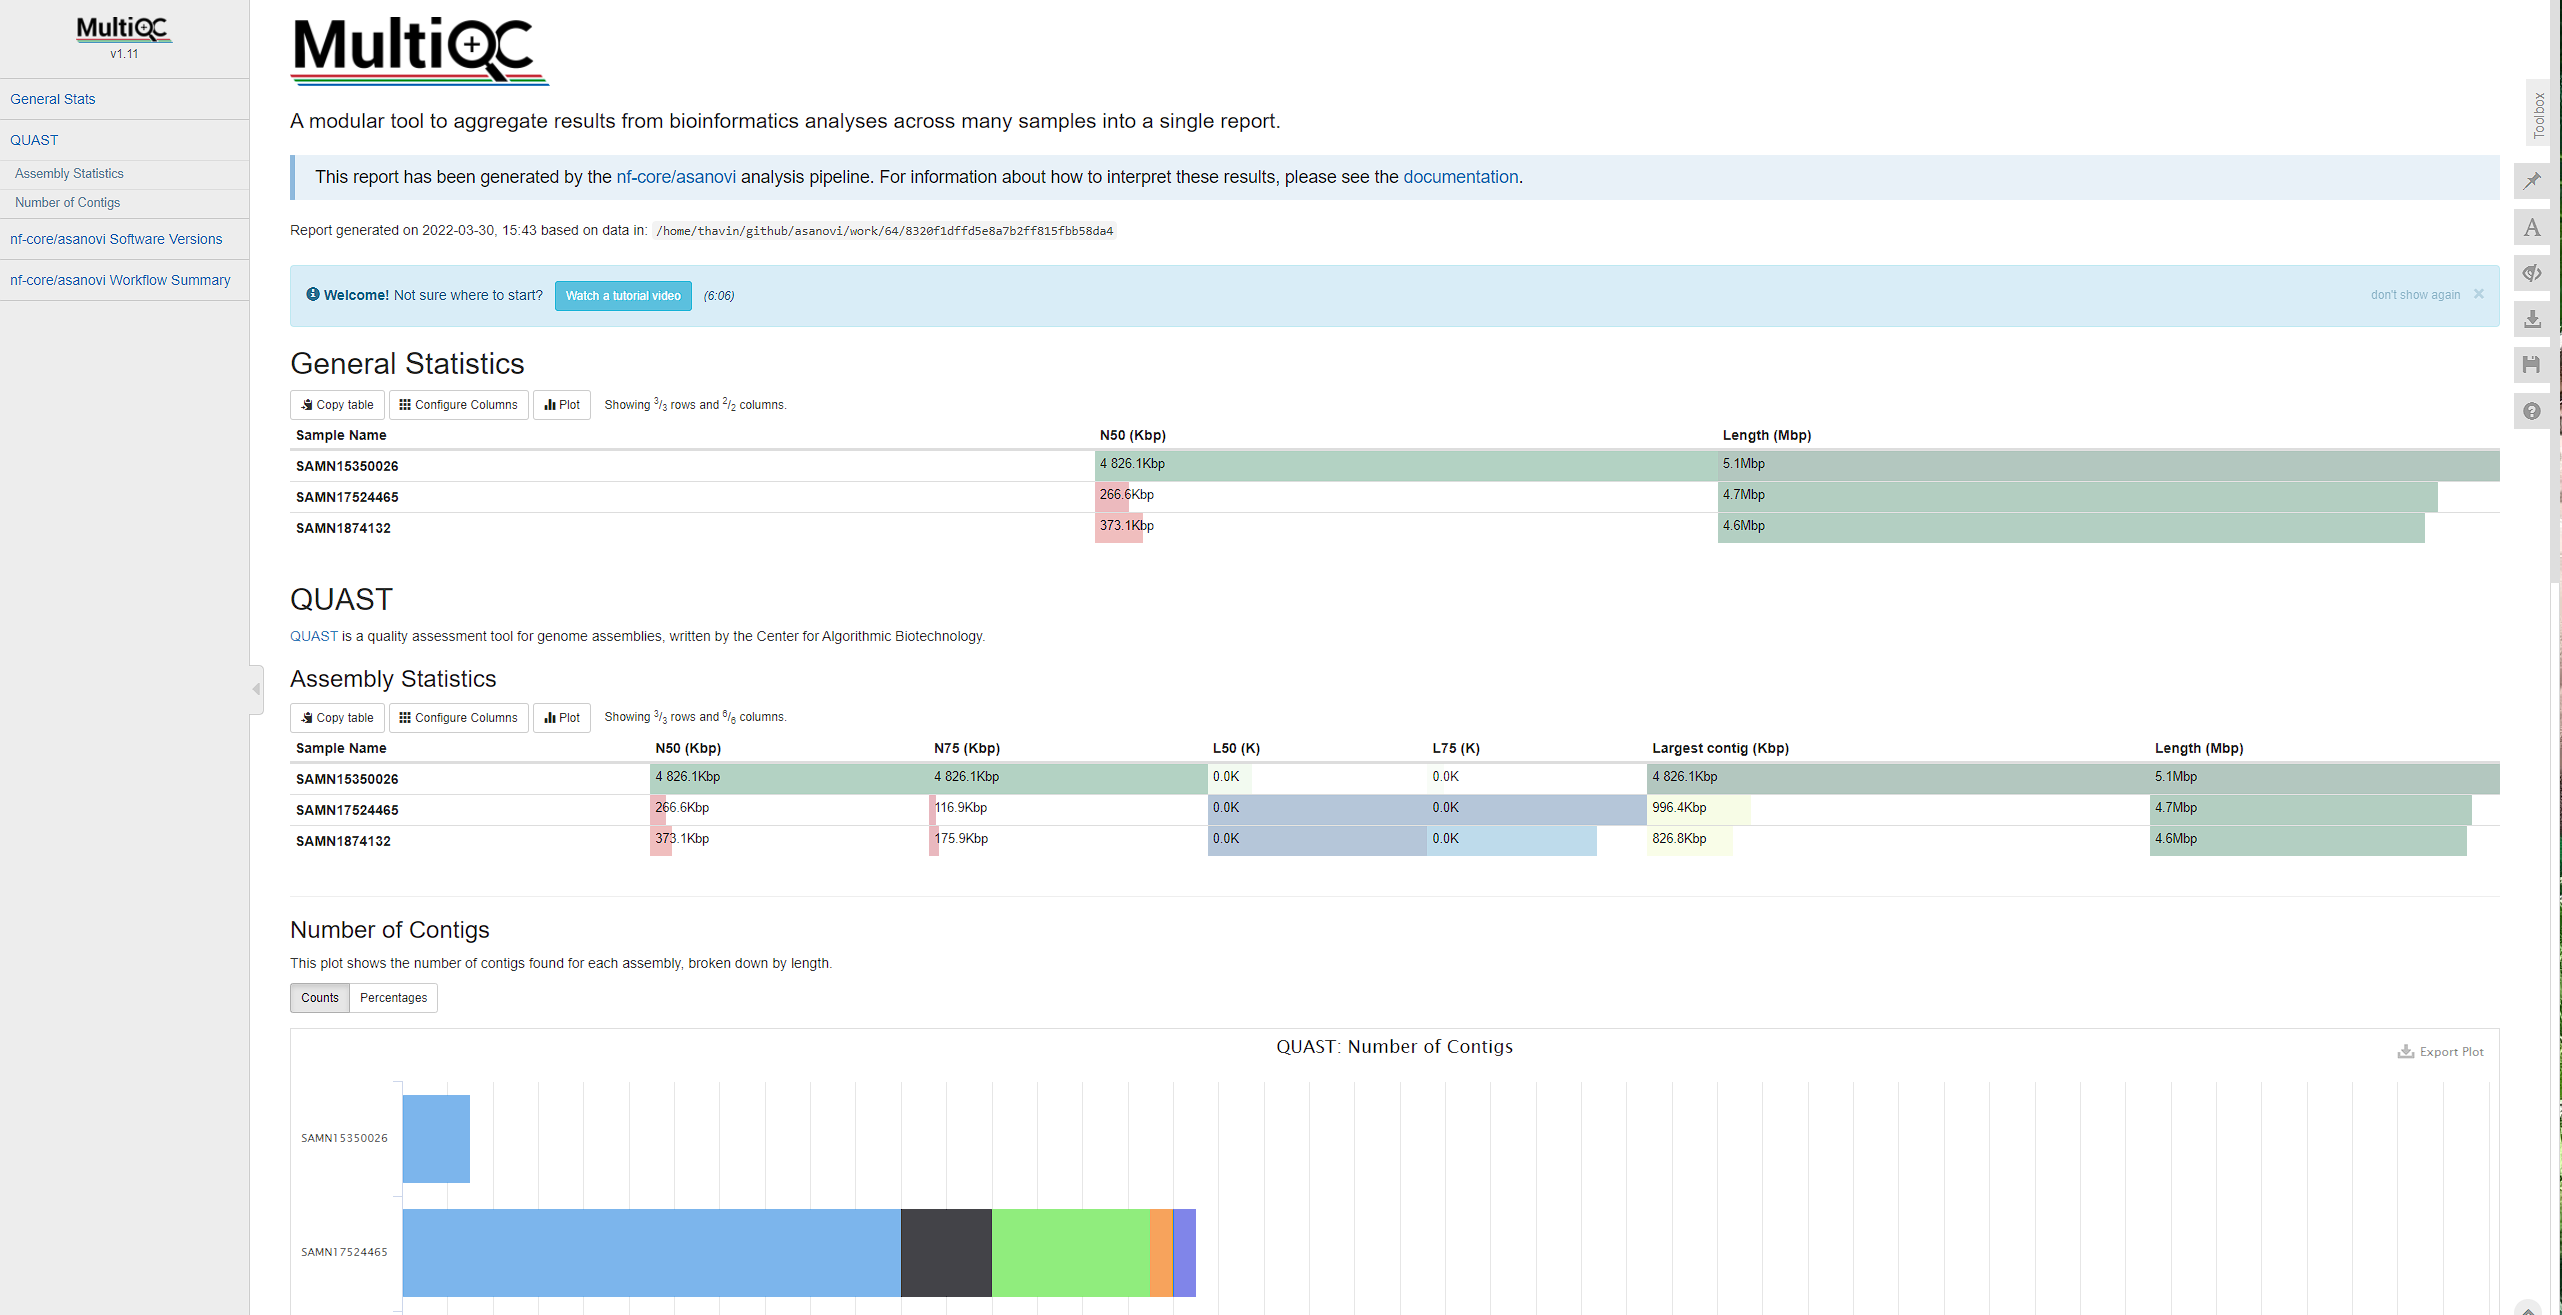 MultiQC
v1.11
General Stats
QUAST
Assembly Statistics
Number of Contigs
nf-core/asanovi Software Versions
nf-core/asanovi Workflow Summary
MultiQC
A modular tool to aggregate results from bioinformatics analyses across many samples into a single report.
This report has been generated by the nf-core/asanovi analysis pipeline. For information about how to interpret these results, please see the documentation.
Report generated on 2022-03-30, 15:43 based on data in: /home/thavin/github/asanovi/work/64/8320f1dffd5e8a7b2ff815fbb58da4
Welcome! Not sure where to start? Watch a tutorial video (6:06) don't show again ×
General Statistics
Copy table Configure Columns Plot Showing 3/3 rows and 2/2 columns.
Sample Name N50 (Kbp) Length (Mbp)
SAMN15350026 4 826.1Kbp 5.1Mbp
SAMN17524465 266.6Kbp 4.7Mbp
SAMN1874132 373.1Kbp 4.6Mbp
QUAST
QUAST is a quality assessment tool for genome assemblies, written by the Center for Algorithmic Biotechnology.
Assembly Statistics
Copy table Configure Columns Plot Showing 3/3 rows and 6/6 columns.
Sample Name N50 (Kbp) N75 (Kbp) L50 (K) L75 (K) Largest contig (Kbp) Length (Mbp)
SAMN15350026 4 826.1Kbp 4 826.1Kbp 0.0K 0.0K 4 826.1Kbp 5.1Mbp
SAMN17524465 266.6Kbp 116.9Kbp 0.0K 0.0K 996.4Kbp 4.7Mbp
SAMN1874132 373.1Kbp 175.9Kbp 0.0K 0.0K 826.8Kbp 4.6Mbp
Number of Contigs
This plot shows the number of contigs found for each assembly, broken down by length.
Counts Percentages
QUAST: Number of Contigs
Export Plot
SAMN15350026
SAMN17524465
Toolbox
A